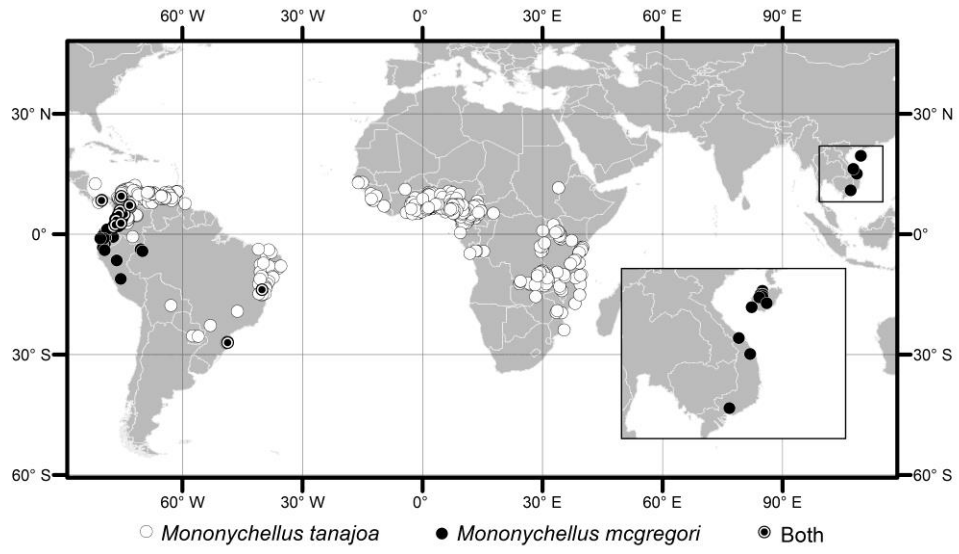 60° W 30° W 0° 30° E 60° E 90° E
30° N 30° N
0° 0°
30° S 30° S
60° S 60° S
60° W 30° W 0° 30° E 60° E 90° E
Mononychellus tanajoa Mononychellus mcgregori Both